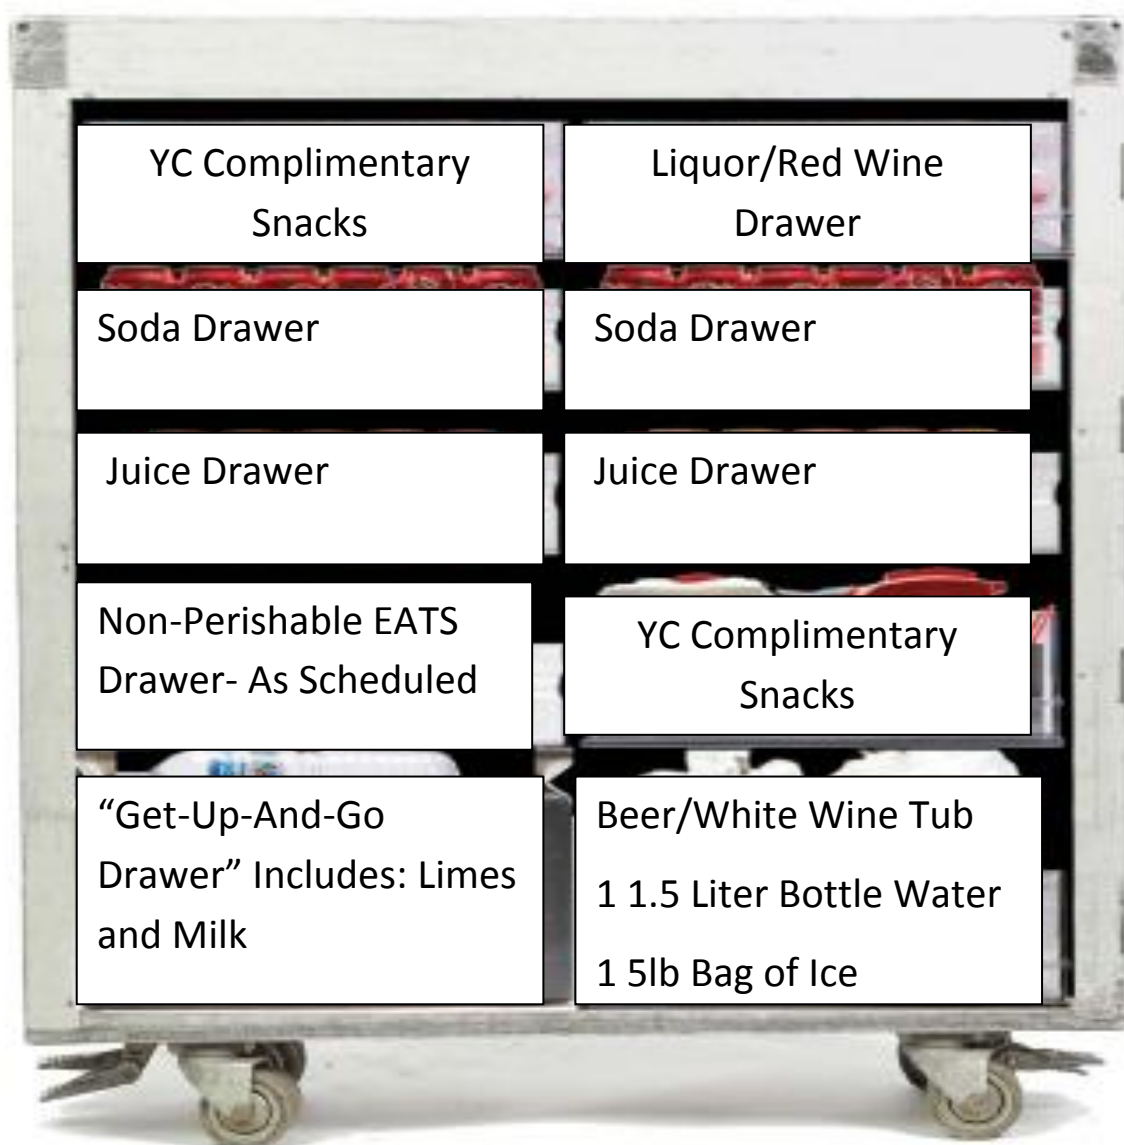 YC Complimentary
Snacks
Liquor/Red Wine
Drawer
Soda Drawer
Soda Drawer
Juice Drawer
Juice Drawer
Non-Perishable EATS
Drawer- As Scheduled
YC Complimentary
Snacks
“Get-Up-And-Go
Drawer” Includes: Limes
and Milk
Beer/White Wine Tub
1 1.5 Liter Bottle Water
1 5lb Bag of Ice